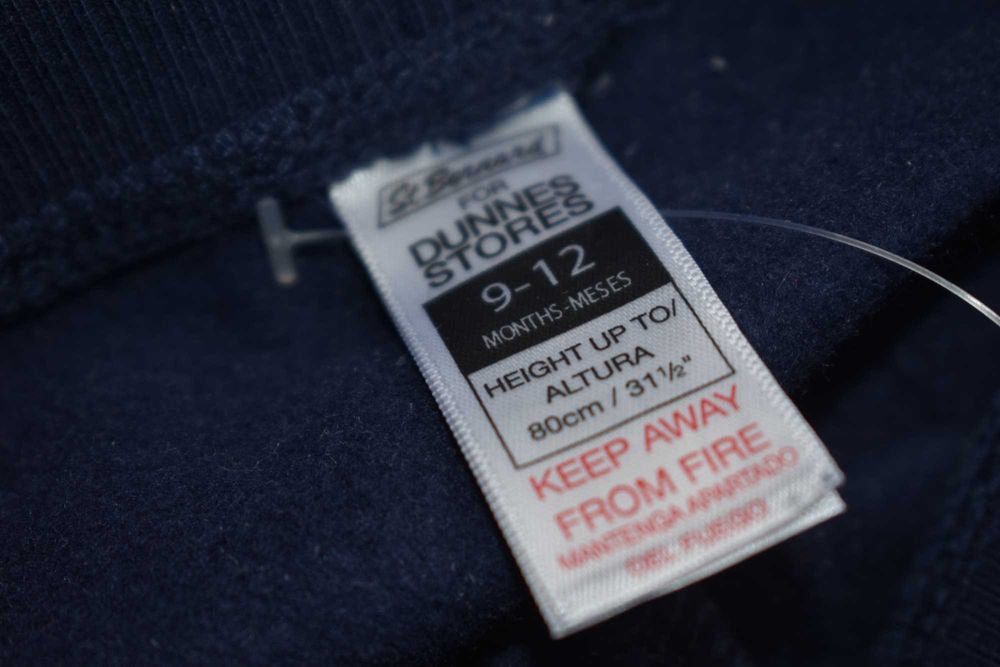 St Bernard
FOR
DUNNES
STORES
9-12
MONTHS-MESES
HEIGHT UP TO/
ALTURA
80cm / 31½"
KEEP AWAY
FROM FIRE
MANTENGA APARTADO
DEL FUEGO